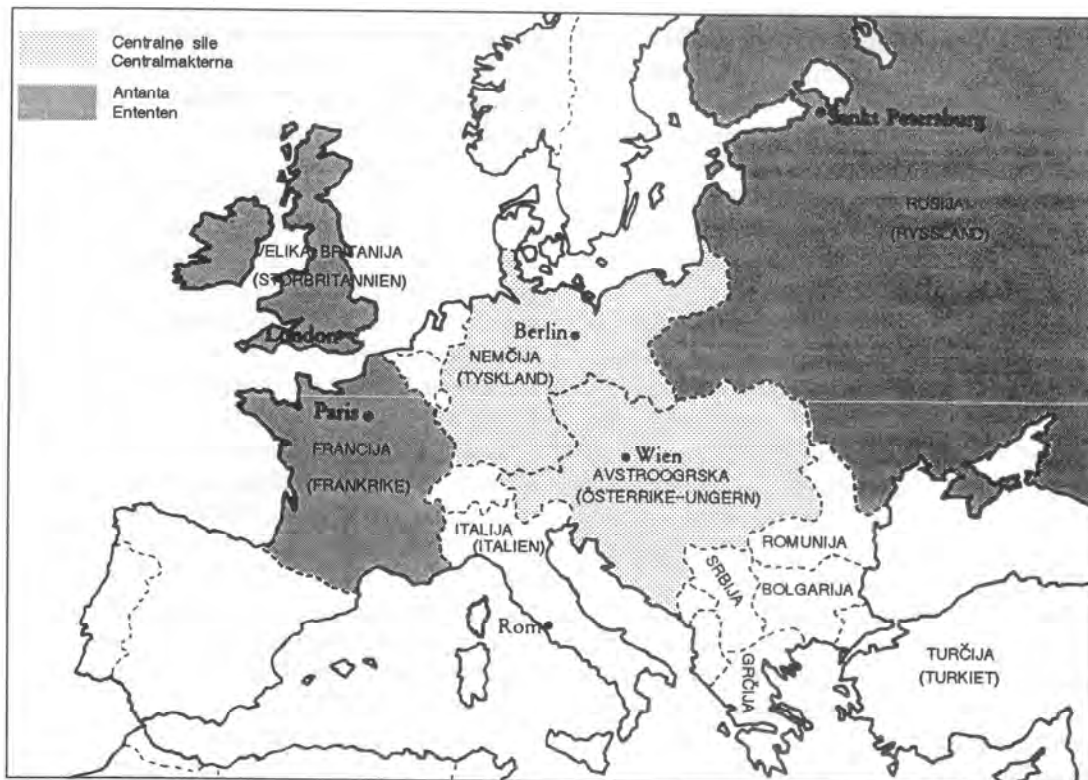 Centralne sile
Centralmakterna
Antanta
Ententen
Sankt Petersburg
RUSIJA
(RYSSLAND)
VELIKA BRITANIJA
(STORBRITANNIEN)
London
Berlin
NEMČIJA
(TYSKLAND)
Paris
FRANCIJA
(FRANKRIKE)
Wien
AVSTROOGRSKA
(ÖSTERRIKE-UNGERN)
ITALIJA
(ITALIEN)
ROMUNIJA
SRBIJA
BOLGARIJA
Rom
GRČIJA
TURČIJA
(TURKIET)